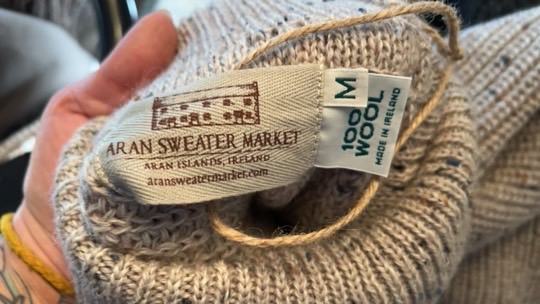 ARAN SWEATER MARKET
ARAN ISLANDS, IRELAND
aransweatermarket.com
M
100
WOOL
MADE IN IRELAND